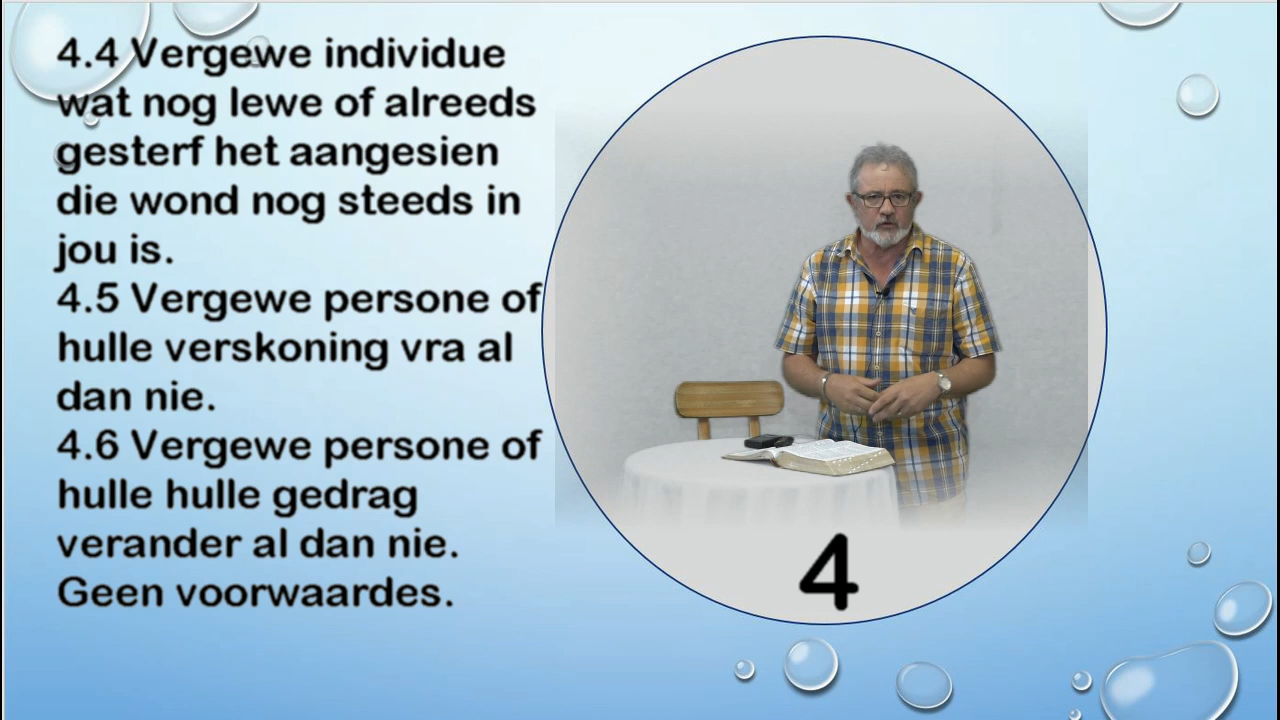 4.4 Vergewe individue
wat nog lewe of alreeds
gesterf het aangesien
die wond nog steeds in
jou is.
4.5 Vergewe persone of
hulle verskoning vra al
dan nie.
4.6 Vergewe persone of
hulle hulle gedrag
verander al dan nie.
Geen voorwaardes.
4